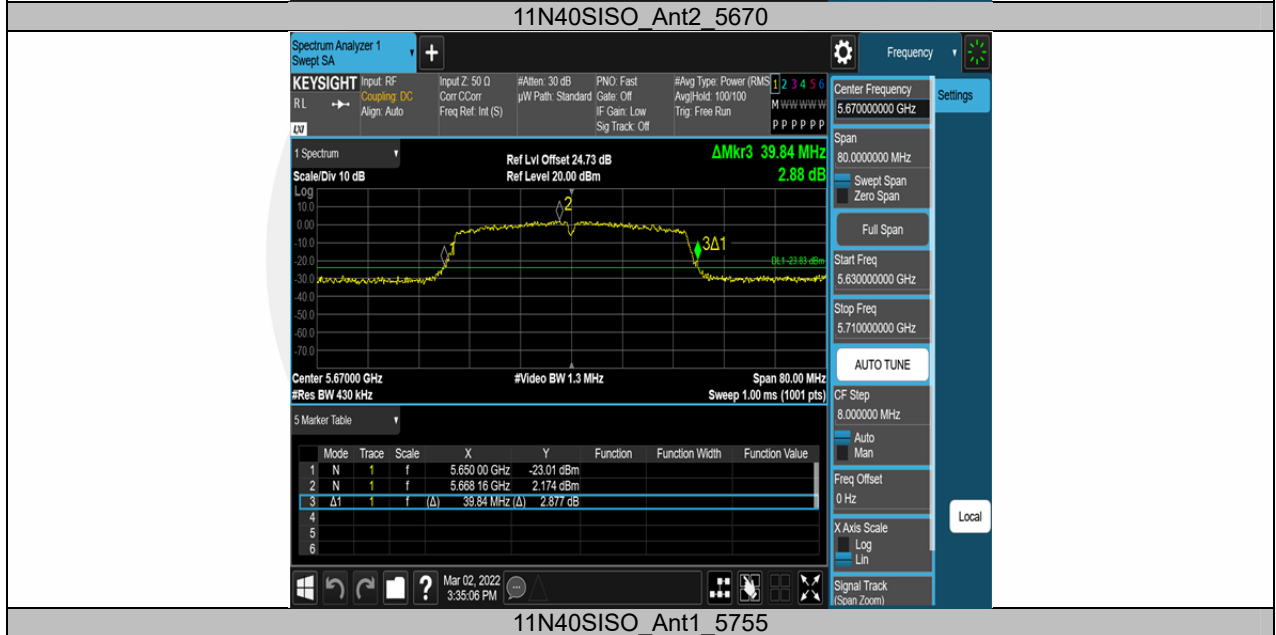 11N40SISO_Ant2_5670
Spectrum Analyzer 1
Swept SA
+
Frequency
KEYSIGHT Input: RF Input Z: 50 Ω #Atten: 30 dB PNO: Fast #Avg Type: Power (RMS 1 2 3 4 5 6
RL Coupling: DC Corr CCorr µW Path: Standard Gate: Off Avg|Hold: 100/100 M W W W W W
Align: Auto Freq Ref: Int (S) IF Gain: Low Trig: Free Run
Sig Track: Off P P P P P P
LXI
Center Frequency
5.670000000 GHz
Settings
Span
80.0000000 MHz
Swept Span
Zero Span
Full Span
Start Freq
5.630000000 GHz
Stop Freq
5.710000000 GHz
AUTO TUNE
CF Step
8.000000 MHz
Auto
Man
Freq Offset
0 Hz
X Axis Scale
Log
Lin
Signal Track
(Span Zoom)
Local
1 Spectrum
Ref Lvl Offset 24.73 dB ΔMkr3 39.84 MHz
Scale/Div 10 dB Ref Level 20.00 dBm 2.88 dB
Log
10.0
0.00
-10.0
-20.0
-30.0
-40.0
-50.0
-60.0
-70.0
1
2
3Δ1
DL1 -23.83 dBm
Center 5.67000 GHz #Video BW 1.3 MHz Span 80.00 MHz
#Res BW 430 kHz Sweep 1.00 ms (1001 pts)
5 Marker Table
Mode Trace Scale X Y Function Function Width Function Value
1 N 1 f 5.650 00 GHz -23.01 dBm
2 N 1 f 5.668 16 GHz 2.174 dBm
3 Δ1 1 f (Δ) 39.84 MHz (Δ) 2.877 dB
4
5
6
?
Mar 02, 2022
3:35:06 PM
11N40SISO_Ant1_5755